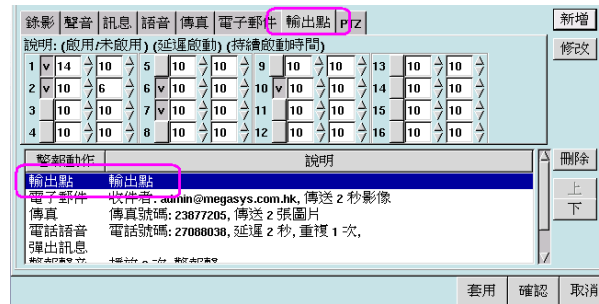 錄影 聲音 訊息 語音 傳真 電子郵件 輸出點 PTZ 新增
說明: (啟用/未啟用) (延遲啟動) (持續啟動時間) 修改
1 v 14 10 5 10 10 9 10 10 13 10 10
2 v 10 6 6 v 10 10 10 v 10 10 14 10 10
3 10 10 7 v 10 10 11 10 10 15 10 10
4 10 10 8 10 10 12 10 10 16 10 10
警報動作 說明 刪除
輸出點 輸出點
電子郵件 收件者: admin@megasys.com.hk, 傳送 2 秒影像 上
傳真 傳真號碼: 23877205, 傳送 2 張圖片 下
電話語音 電話號碼: 27088038, 延遲 2 秒, 重複 1 次,
彈出訊息
套用 確認 取消